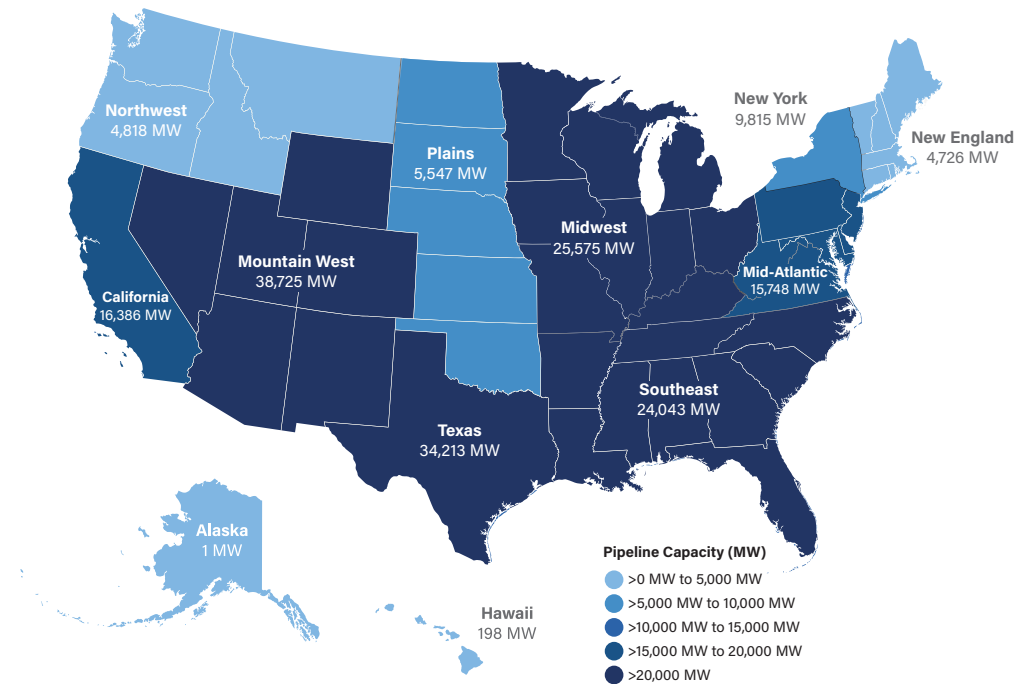 New York
9,815 MW
Northwest
4,818 MW
New England
4,726 MW
Plains
5,547 MW
Midwest
25,575 MW
Mountain West
38,725 MW
Mid-Atlantic
15,748 MW
California
16,386 MW
Southeast
24,043 MW
Texas
34,213 MW
Alaska
1 MW
Hawaii
198 MW
Pipeline Capacity (MW)
>0 MW to 5,000 MW
>5,000 MW to 10,000 MW
>10,000 MW to 15,000 MW
>15,000 MW to 20,000 MW
>20,000 MW